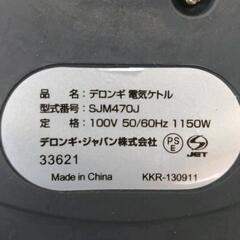 品 名：デロンギ 電気ケトル
型式番号：SJM470J
定 格：100V 50/60Hz 1150W
デロンギ・ジャパン株式会社 PSE JET
33621
Made in China KKR-130911